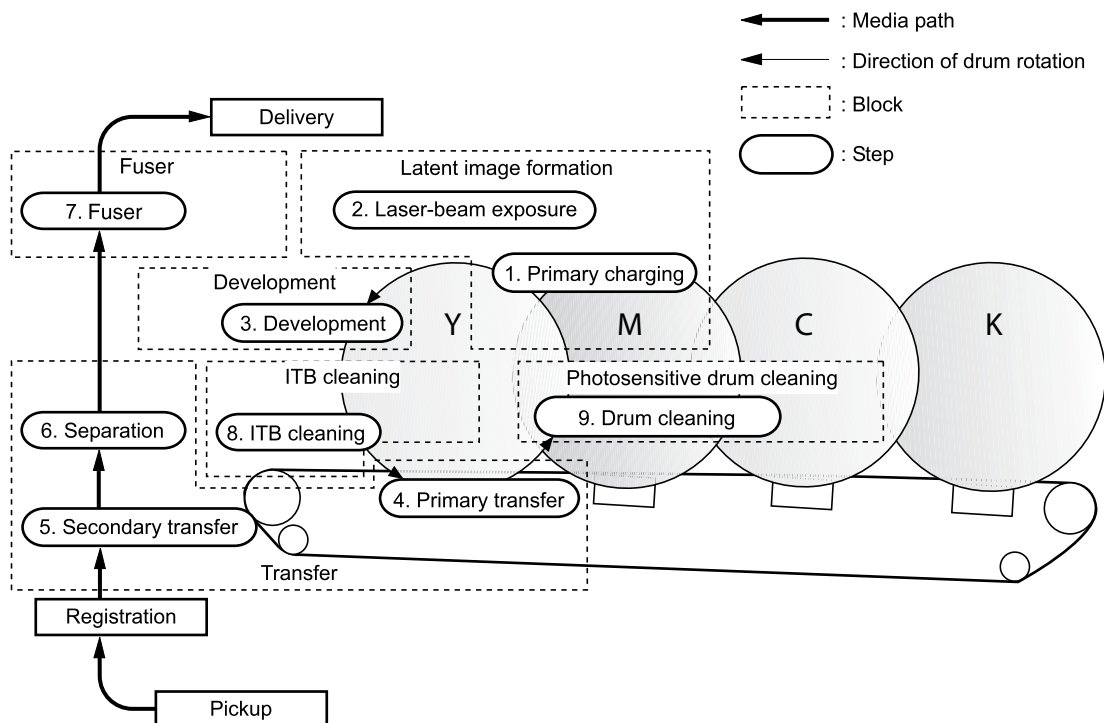 : Media path
: Direction of drum rotation
: Block
: Step
Delivery
Fuser
7. Fuser
Latent image formation
2. Laser-beam exposure
1. Primary charging
Development
3. Development
Y
M
C
K
ITB cleaning
8. ITB cleaning
Photosensitive drum cleaning
9. Drum cleaning
6. Separation
4. Primary transfer
5. Secondary transfer
Transfer
Registration
Pickup